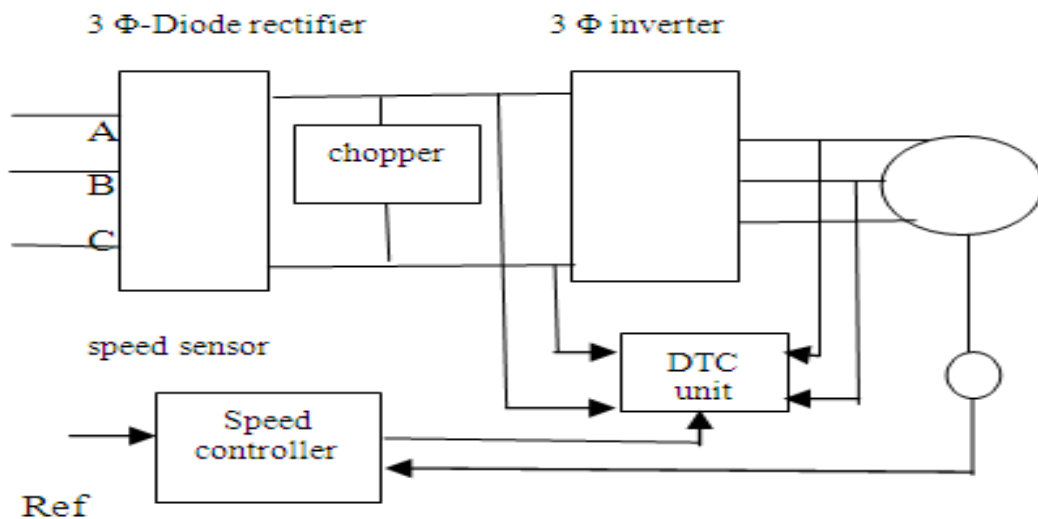 3 Φ-Diode rectifier
3 Φ inverter
A
chopper
B
C
speed sensor
DTC
unit
Speed
controller
Ref